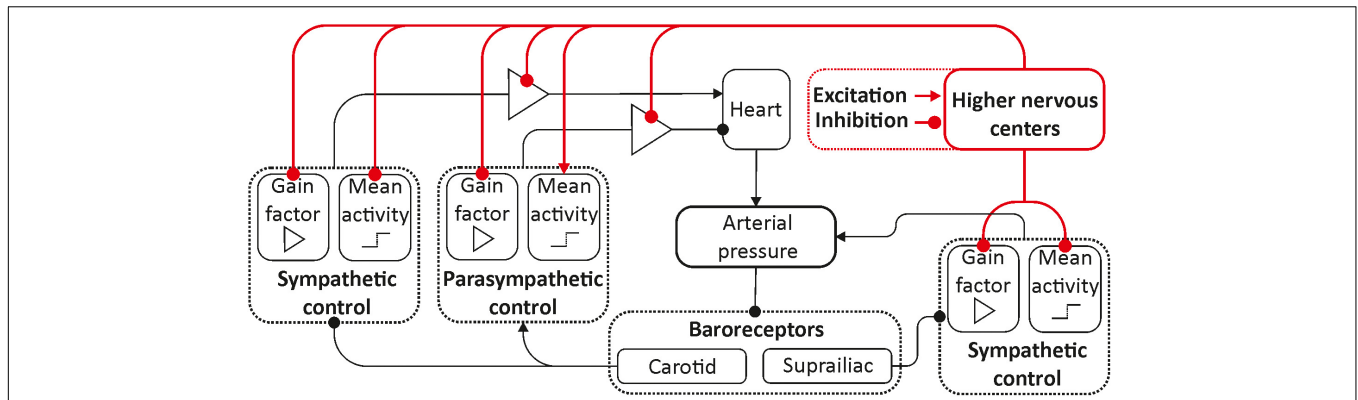 Heart
Excitation
Inhibition
Higher nervous
centers
Gain
factor
Mean
activity
Sympathetic
control
Gain
factor
Mean
activity
Parasympathetic
control
Arterial
pressure
Baroreceptors
Carotid
Suprailiac
Gain
factor
Mean
activity
Sympathetic
control